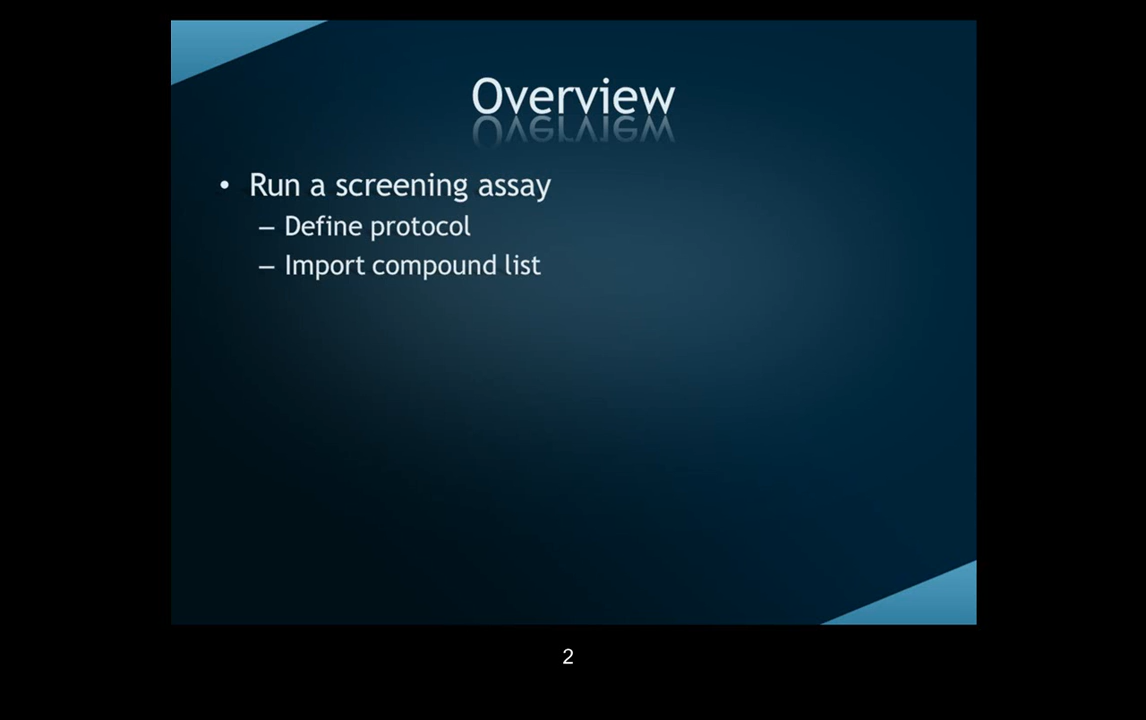 Overview
• Run a screening assay
– Define protocol
– Import compound list
2